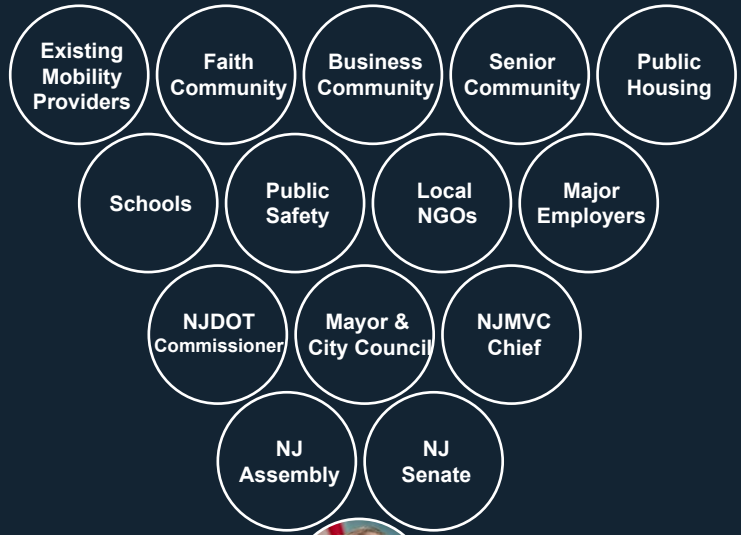 Existing
Mobility
Providers
Faith
Community
Business
Community
Senior
Community
Public
Housing
Schools
Public
Safety
Local
NGOs
Major
Employers
NJDOT
Commissioner
Mayor &
City Council
NJMVC
Chief
NJ
Assembly
NJ
Senate